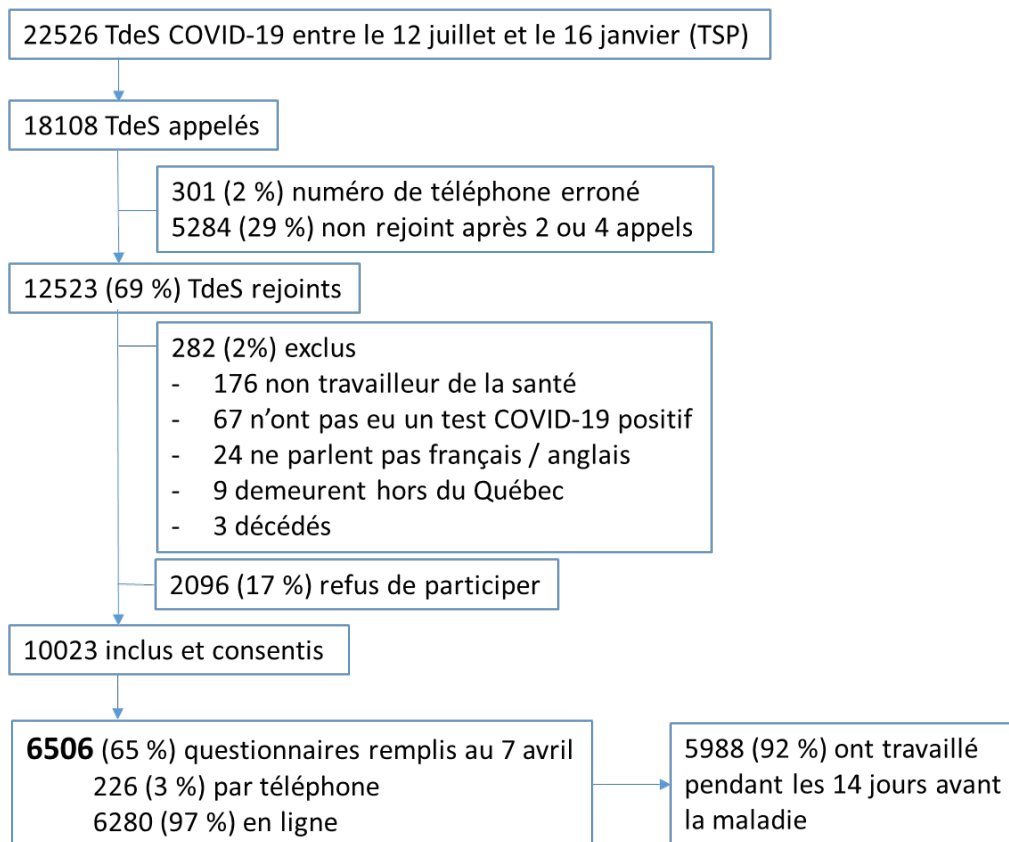 22526 TdeS COVID-19 entre le 12 juillet et le 16 janvier (TSP)
18108 TdeS appelés
301 (2 %) numéro de téléphone erroné
5284 (29 %) non rejoint après 2 ou 4 appels
12523 (69 %) TdeS rejoints
282 (2%) exclus
- 176 non travailleur de la santé
- 67 n’ont pas eu un test COVID-19 positif
- 24 ne parlent pas français / anglais
- 9 demeurent hors du Québec
- 3 décédés
2096 (17 %) refus de participer
10023 inclus et consentis
6506 (65 %) questionnaires remplis au 7 avril
226 (3 %) par téléphone
6280 (97 %) en ligne
5988 (92 %) ont travaillé
pendant les 14 jours avant
la maladie